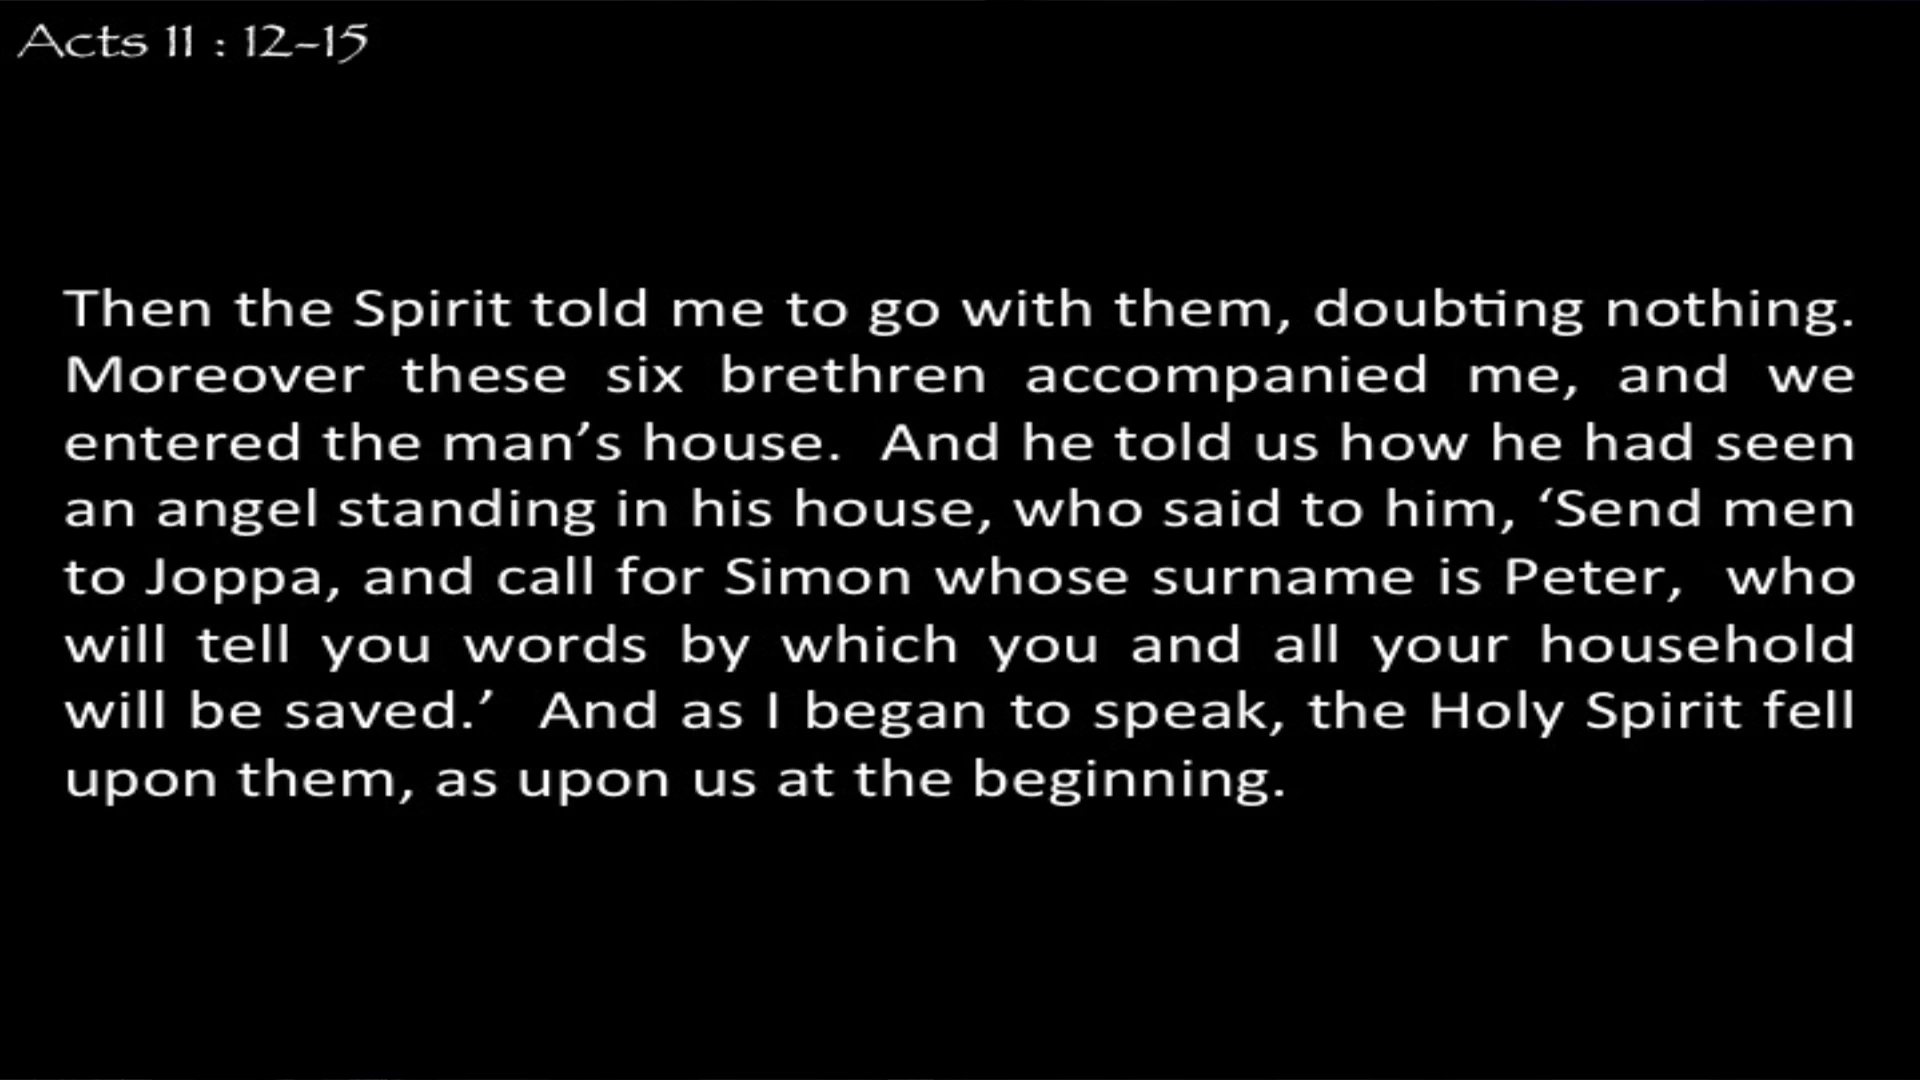 Acts 11 : 12-15
Then the Spirit told me to go with them, doubting nothing.
Moreover these six brethren accompanied me, and we
entered the man’s house.  And he told us how he had seen
an angel standing in his house, who said to him, ‘Send men
to Joppa, and call for Simon whose surname is Peter,  who
will tell you words by which you and all your household
will be saved.’  And as I began to speak, the Holy Spirit fell
upon them, as upon us at the beginning.